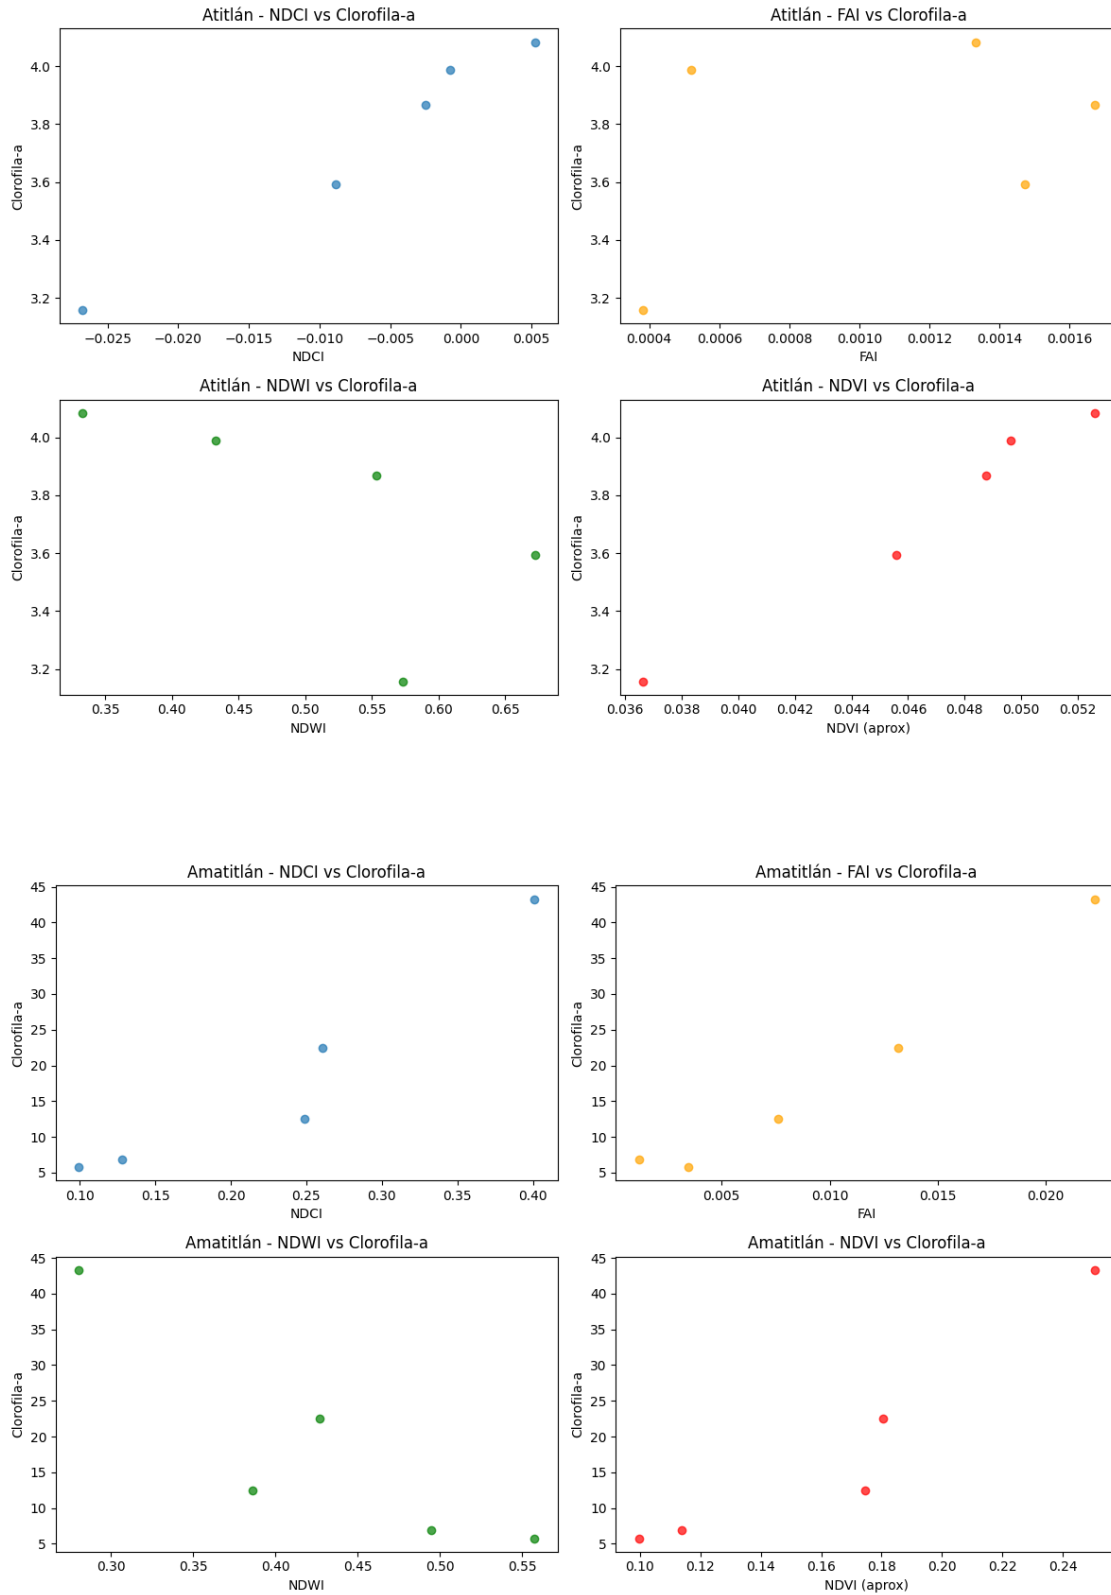 Atitlán - NDCI vs Clorofila-a
Clorofila-a
4.0
3.8
3.6
3.4
3.2
−0.025 −0.020 −0.015 −0.010 −0.005 0.000 0.005
NDCI
Atitlán - FAI vs Clorofila-a
Clorofila-a
4.0
3.8
3.6
3.4
3.2
0.0004 0.0006 0.0008 0.0010 0.0012 0.0014 0.0016
FAI
Atitlán - NDWI vs Clorofila-a
Clorofila-a
4.0
3.8
3.6
3.4
3.2
0.35 0.40 0.45 0.50 0.55 0.60 0.65
NDWI
Atitlán - NDVI vs Clorofila-a
Clorofila-a
4.0
3.8
3.6
3.4
3.2
0.036 0.038 0.040 0.042 0.044 0.046 0.048 0.050 0.052
NDVI (aprox)
Amatitlán - NDCI vs Clorofila-a
Clorofila-a
45
40
35
30
25
20
15
10
5
0.10 0.15 0.20 0.25 0.30 0.35 0.40
NDCI
Amatitlán - FAI vs Clorofila-a
Clorofila-a
45
40
35
30
25
20
15
10
5
0.005 0.010 0.015 0.020
FAI
Amatitlán - NDWI vs Clorofila-a
Clorofila-a
45
40
35
30
25
20
15
10
5
0.30 0.35 0.40 0.45 0.50 0.55
NDWI
Amatitlán - NDVI vs Clorofila-a
Clorofila-a
45
40
35
30
25
20
15
10
5
0.10 0.12 0.14 0.16 0.18 0.20 0.22 0.24
NDVI (aprox)